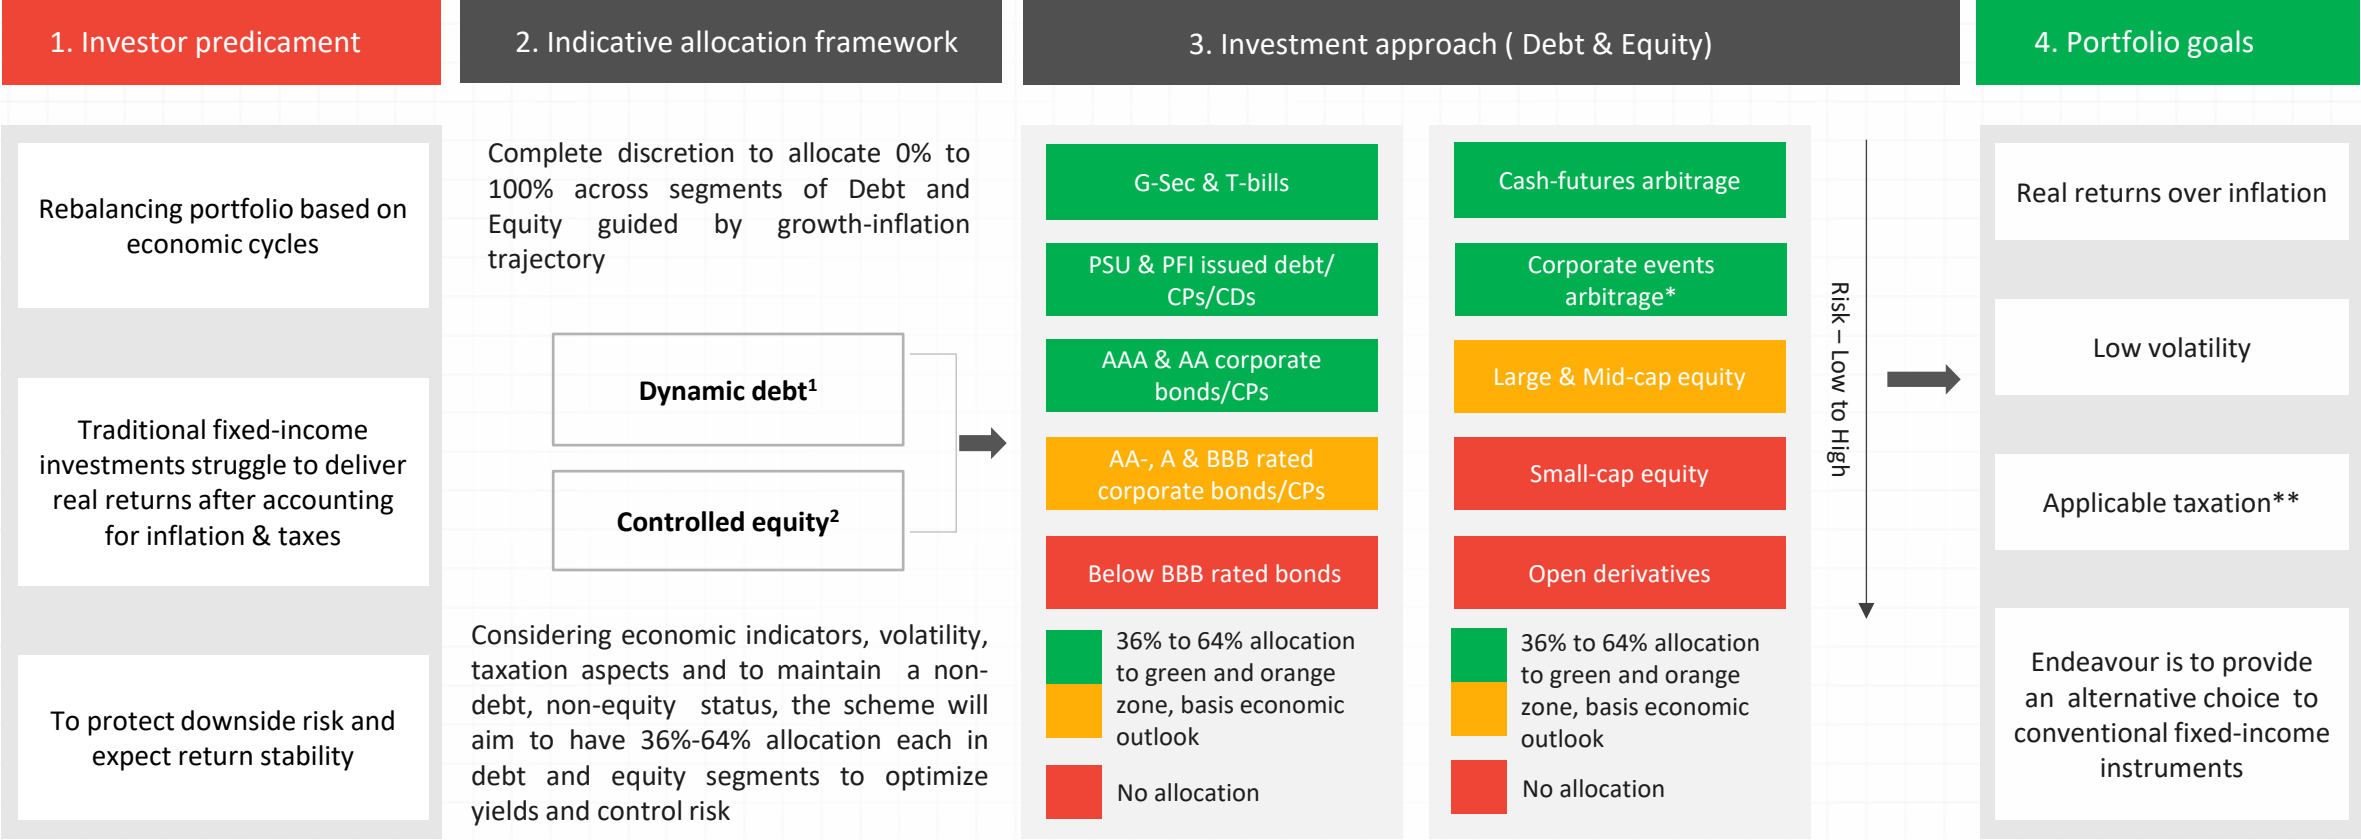 1. Investor predicament
Rebalancing portfolio based on
economic cycles
Traditional fixed-income
investments struggle to deliver
real returns after accounting
for inflation & taxes
To protect downside risk and
expect return stability
2. Indicative allocation framework
Complete discretion to allocate 0% to
100% across segments of Debt and
Equity guided by growth-inflation
trajectory
Dynamic debt¹
Controlled equity²
Considering economic indicators, volatility,
taxation aspects and to maintain a non-
debt, non-equity status, the scheme will
aim to have 36%-64% allocation each in
debt and equity segments to optimize
yields and control risk
3. Investment approach ( Debt & Equity)
G-Sec & T-bills
PSU & PFI issued debt/
CPs/CDs
AAA & AA corporate
bonds/CPs
AA-, A & BBB rated
corporate bonds/CPs
Below BBB rated bonds
36% to 64% allocation
to green and orange
zone, basis economic
outlook
No allocation
Cash-futures arbitrage
Corporate events
arbitrage*
Large & Mid-cap equity
Small-cap equity
Open derivatives
36% to 64% allocation
to green and orange
zone, basis economic
outlook
No allocation
Risk – Low to High
4. Portfolio goals
Real returns over inflation
Low volatility
Applicable taxation**
Endeavour is to provide
an alternative choice to
conventional fixed-income
instruments